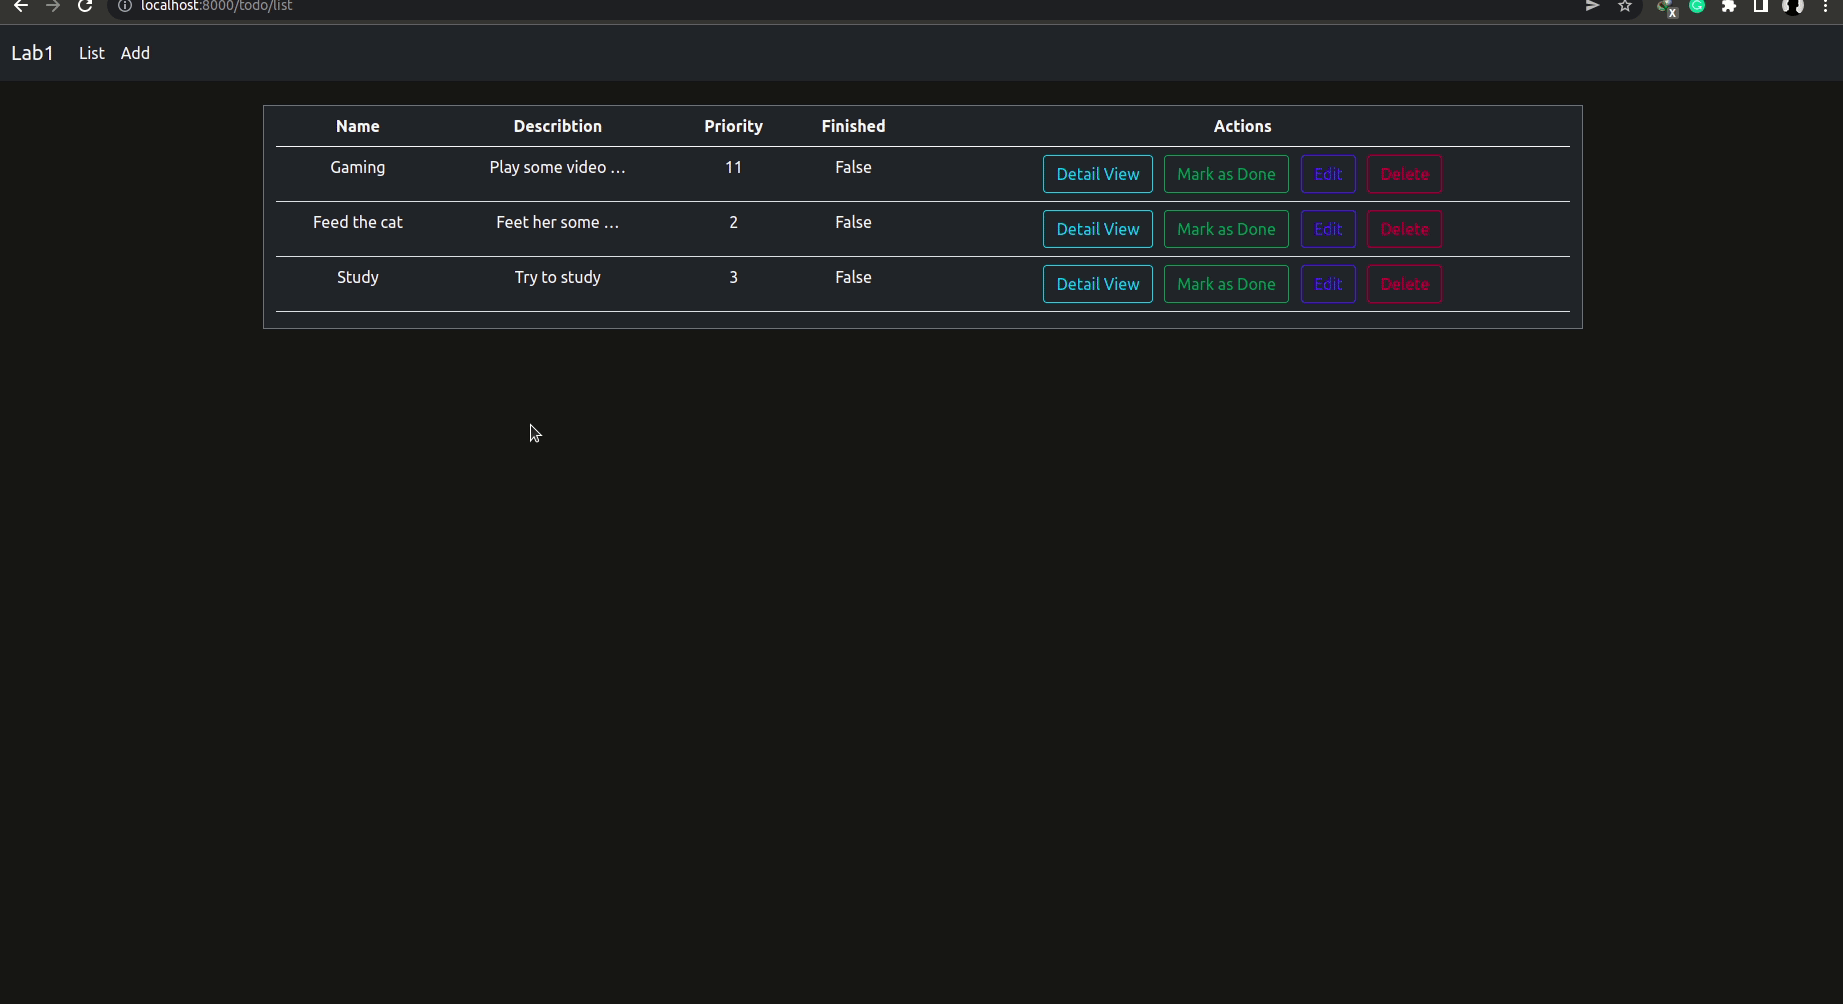 localhost:8000/todo/list
X
Lab1 List Add
Name Describtion Priority Finished Actions
Gaming Play some video … 11 False Detail View Mark as Done Edit Delete
Feed the cat Feet her some … 2 False Detail View Mark as Done Edit Delete
Study Try to study 3 False Detail View Mark as Done Edit Delete